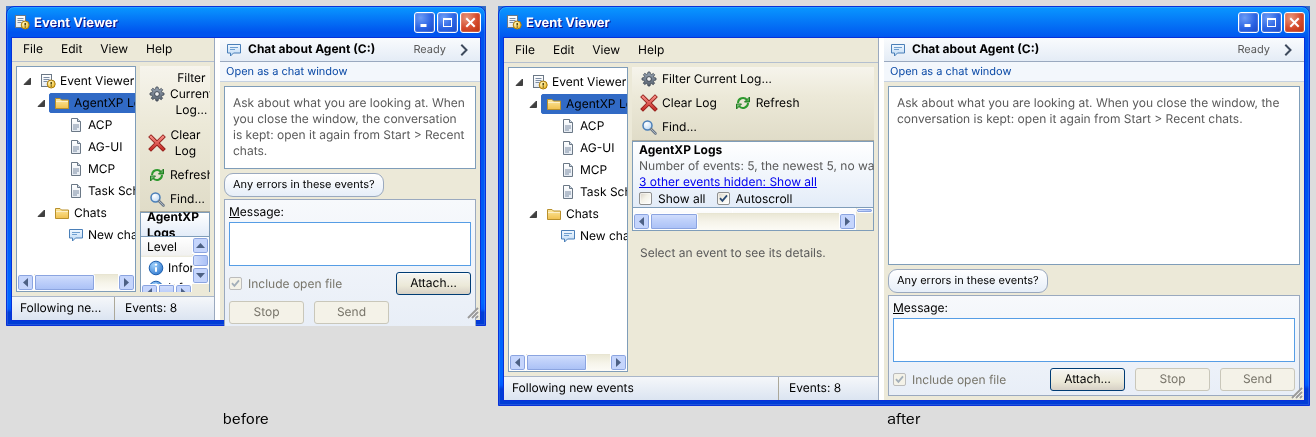 Event Viewer
File Edit View Help
Event Viewer
AgentXP Lo
ACP
AG-UI
MCP
Task Sch
Chats
New cha
Filter
Current
Log...
Clear
Log
Refresh
Find...
AgentXP
Logs
Level
Infor
Following ne...
Events: 8
Chat about Agent (C:)
Ready
Open as a chat window
Ask about what you are looking at. When
you close the window, the conversation
is kept: open it again from Start > Recent
chats.
Any errors in these events?
Message:
Include open file
Attach...
Stop
Send
before
Event Viewer
File Edit View Help
Event Viewer
AgentXP Lo
ACP
AG-UI
MCP
Task Sch
Chats
New cha
Filter Current Log...
Clear Log
Refresh
Find...
AgentXP Logs
Number of events: 5, the newest 5, no wa
3 other events hidden: Show all
Show all
Autoscroll
Select an event to see its details.
Following new events
Events: 8
Chat about Agent (C:)
Ready
Open as a chat window
Ask about what you are looking at. When you close the window, the
conversation is kept: open it again from Start > Recent chats.
Any errors in these events?
Message:
Include open file
Attach...
Stop
Send
after